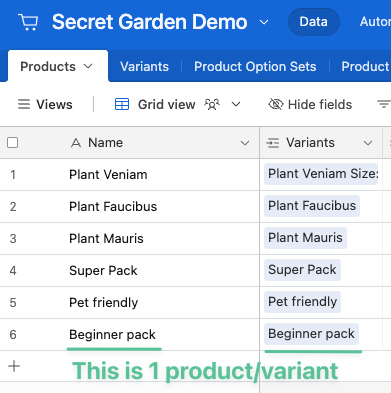 Secret Garden Demo Data Autor
Products Variants Product Option Sets Product
Views Grid view Hide fields
Name Variants
1 Plant Veniam Plant Veniam Size:
2 Plant Faucibus Plant Faucibus
3 Plant Mauris Plant Mauris
4 Super Pack Super Pack
5 Pet friendly Pet friendly
6 Beginner pack Beginner pack
This is 1 product/variant